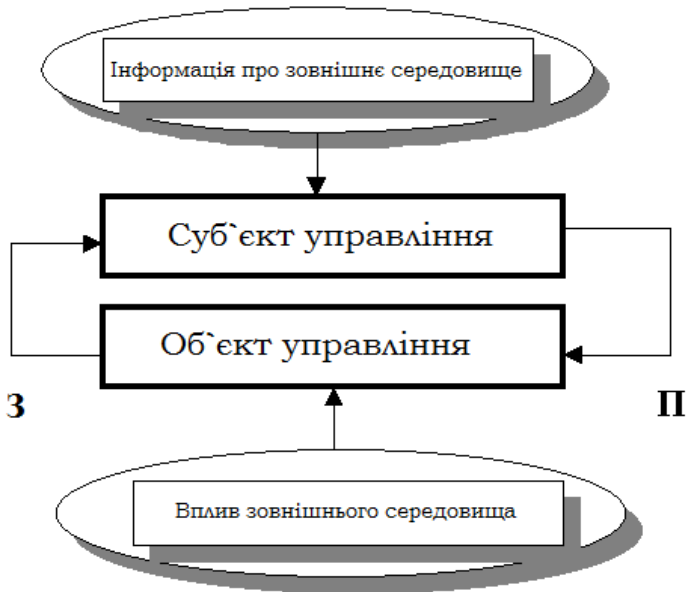 Інформація про зовнішнє середовище
Суб`єкт управління
Об`єкт управління
З
П
Вплив зовнішнього середовища